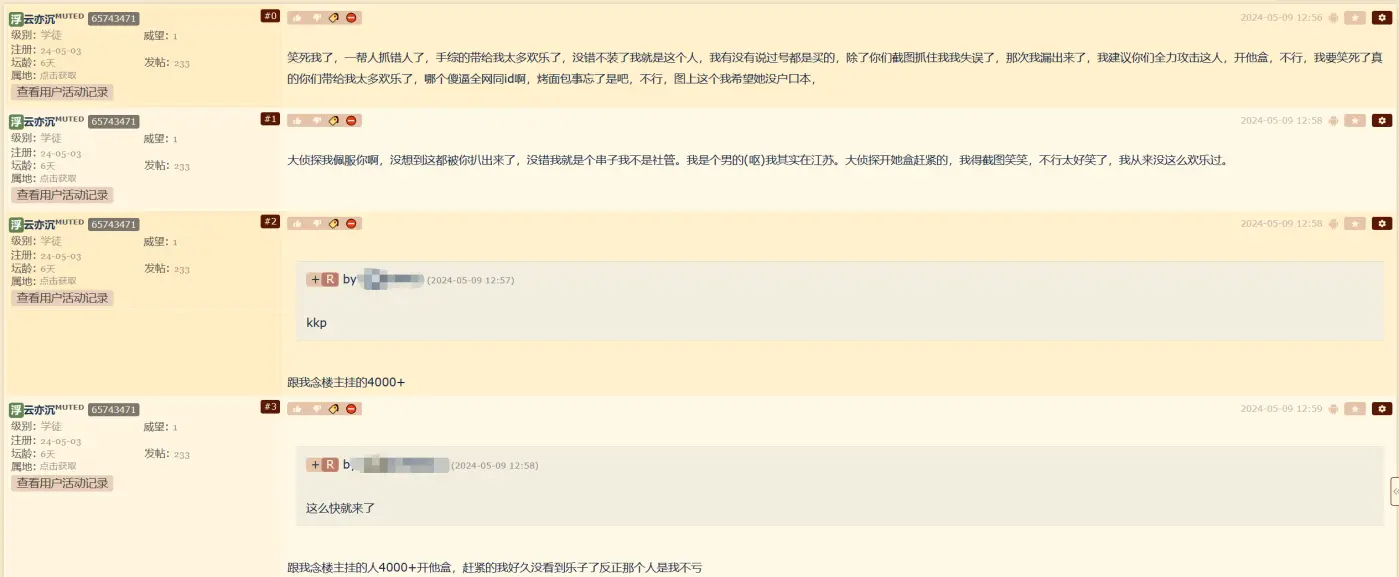 浮云亦沉MUTED 65743471
级别: 学徒 威望: 1
注册: 24-05-03
坛龄: 6天 发帖: 233
属地: 点击获取
查看用户活动记录
#0
2024-05-09 12:56
笑死我了，一帮人抓错人了，手综的带给我太多欢乐了，没错不装了我就是这个人，我有没有说过号都是买的，除了你们截图抓住我我失误了，那次我漏出来了，我建议你们全力攻击这人，开他盒，不行，我要笑死了真
的你们带给我太多欢乐了，哪个傻逼全网同id啊，烤面包事忘了是吧，不行，图上这个我希望她没户口本，
浮云亦沉MUTED 65743471
级别: 学徒 威望: 1
注册: 24-05-03
坛龄: 6天 发帖: 233
属地: 点击获取
查看用户活动记录
#1
2024-05-09 12:58
大侦探我佩服你啊，没想到这都被你扒出来了，没错我就是个串子我不是社管。我是个男的(呕)我其实在江苏。大侦探开她盒赶紧的，我得截图笑笑，不行太好笑了，我从来没这么欢乐过。
浮云亦沉MUTED 65743471
级别: 学徒 威望: 1
注册: 24-05-03
坛龄: 6天 发帖: 233
属地: 点击获取
查看用户活动记录
#2
2024-05-09 12:58
+ R by (2024-05-09 12:57)
kkp
跟我念楼主挂的4000+
浮云亦沉MUTED 65743471
级别: 学徒 威望: 1
注册: 24-05-03
坛龄: 6天 发帖: 233
属地: 点击获取
查看用户活动记录
#3
2024-05-09 12:59
+ R by (2024-05-09 12:58)
这么快就来了
跟我念楼主挂的人4000+开他盒，赶紧的我好久没看到乐子了反正那个人是我不亏